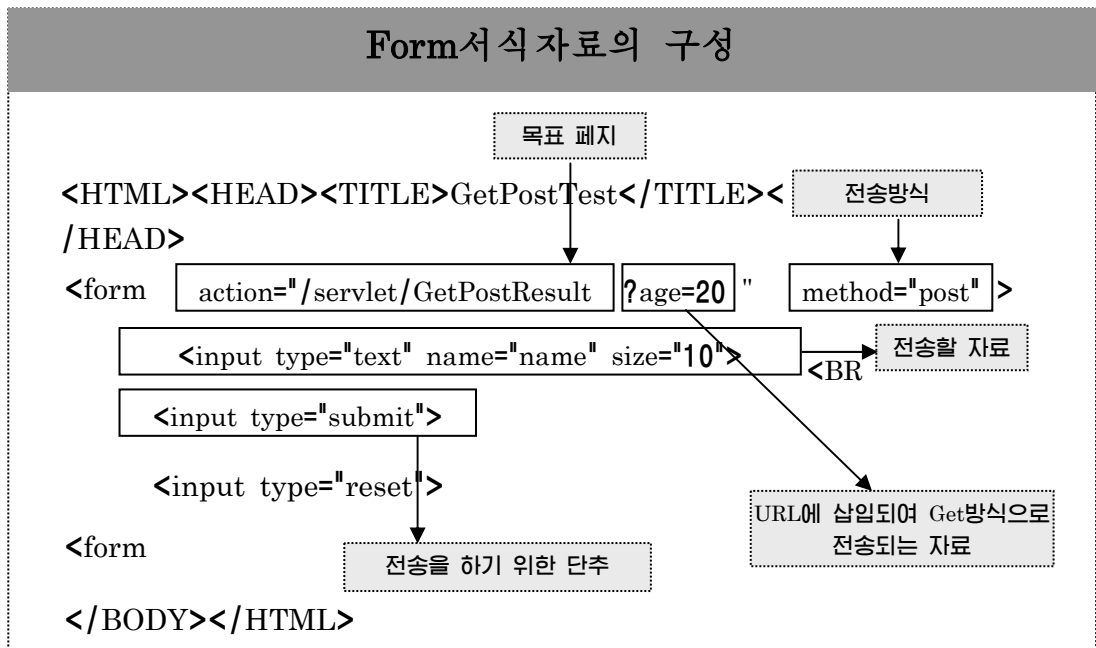 Form서식자료의 구성
목표 페지
<HTML><HEAD><TITLE>GetPostTest</TITLE><
전송방식
/HEAD>
<form action="/servlet/GetPostResult ?age=20 " method="post" >
<input type="text" name="name" size="10">
<BR
전송할 자료
<input type="submit">
<input type="reset">
URL에 삽입되여 Get방식으로
전송되는 자료
<form
전송을 하기 위한 단추
</BODY></HTML>